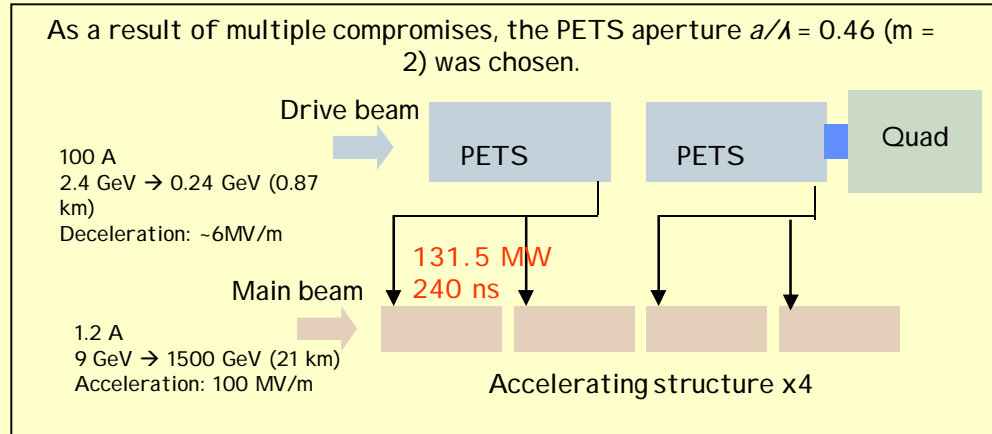 As a result of multiple compromises, the PETS aperture a/λ = 0.46 (m =
2) was chosen.
Drive beam
PETS
PETS
Quad
100 A
2.4 GeV → 0.24 GeV (0.87
km)
Deceleration: ~6MV/m
131.5 MW
240 ns
Main beam
1.2 A
9 GeV → 1500 GeV (21 km)
Acceleration: 100 MV/m
Accelerating structure x4